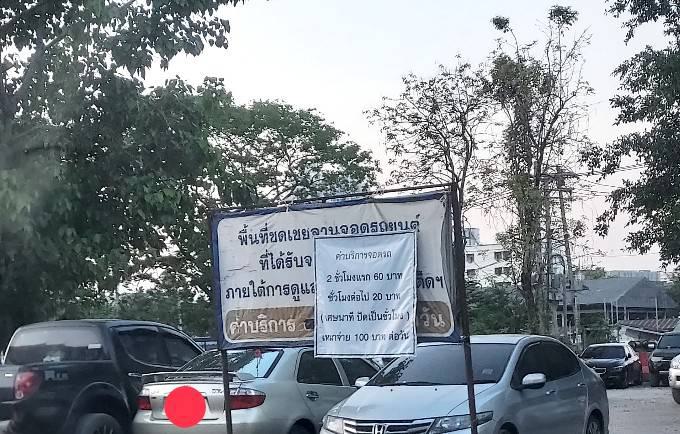 พื้นที่ชดเชยลานจอดรถยนต์
ที่ได้รับ
ภายใต้การดูแ
ค่าบริการ
วัน
ค่าบริการจอดรถ
2 ชั่วโมงแรก 60 บาท
ชั่วโมงต่อไป 20 บาท
( เศษนาที ปัดเป็นชั่วโมง )
เหมาจ่าย 100 บาท ต่อวัน
PLUS